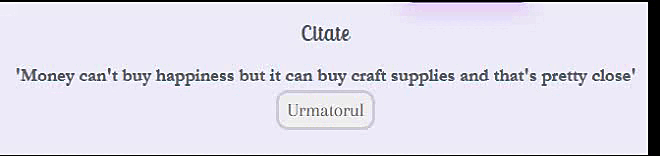 Citate
'Money can't buy happiness but it can buy craft supplies and that's pretty close'
Urmatorul